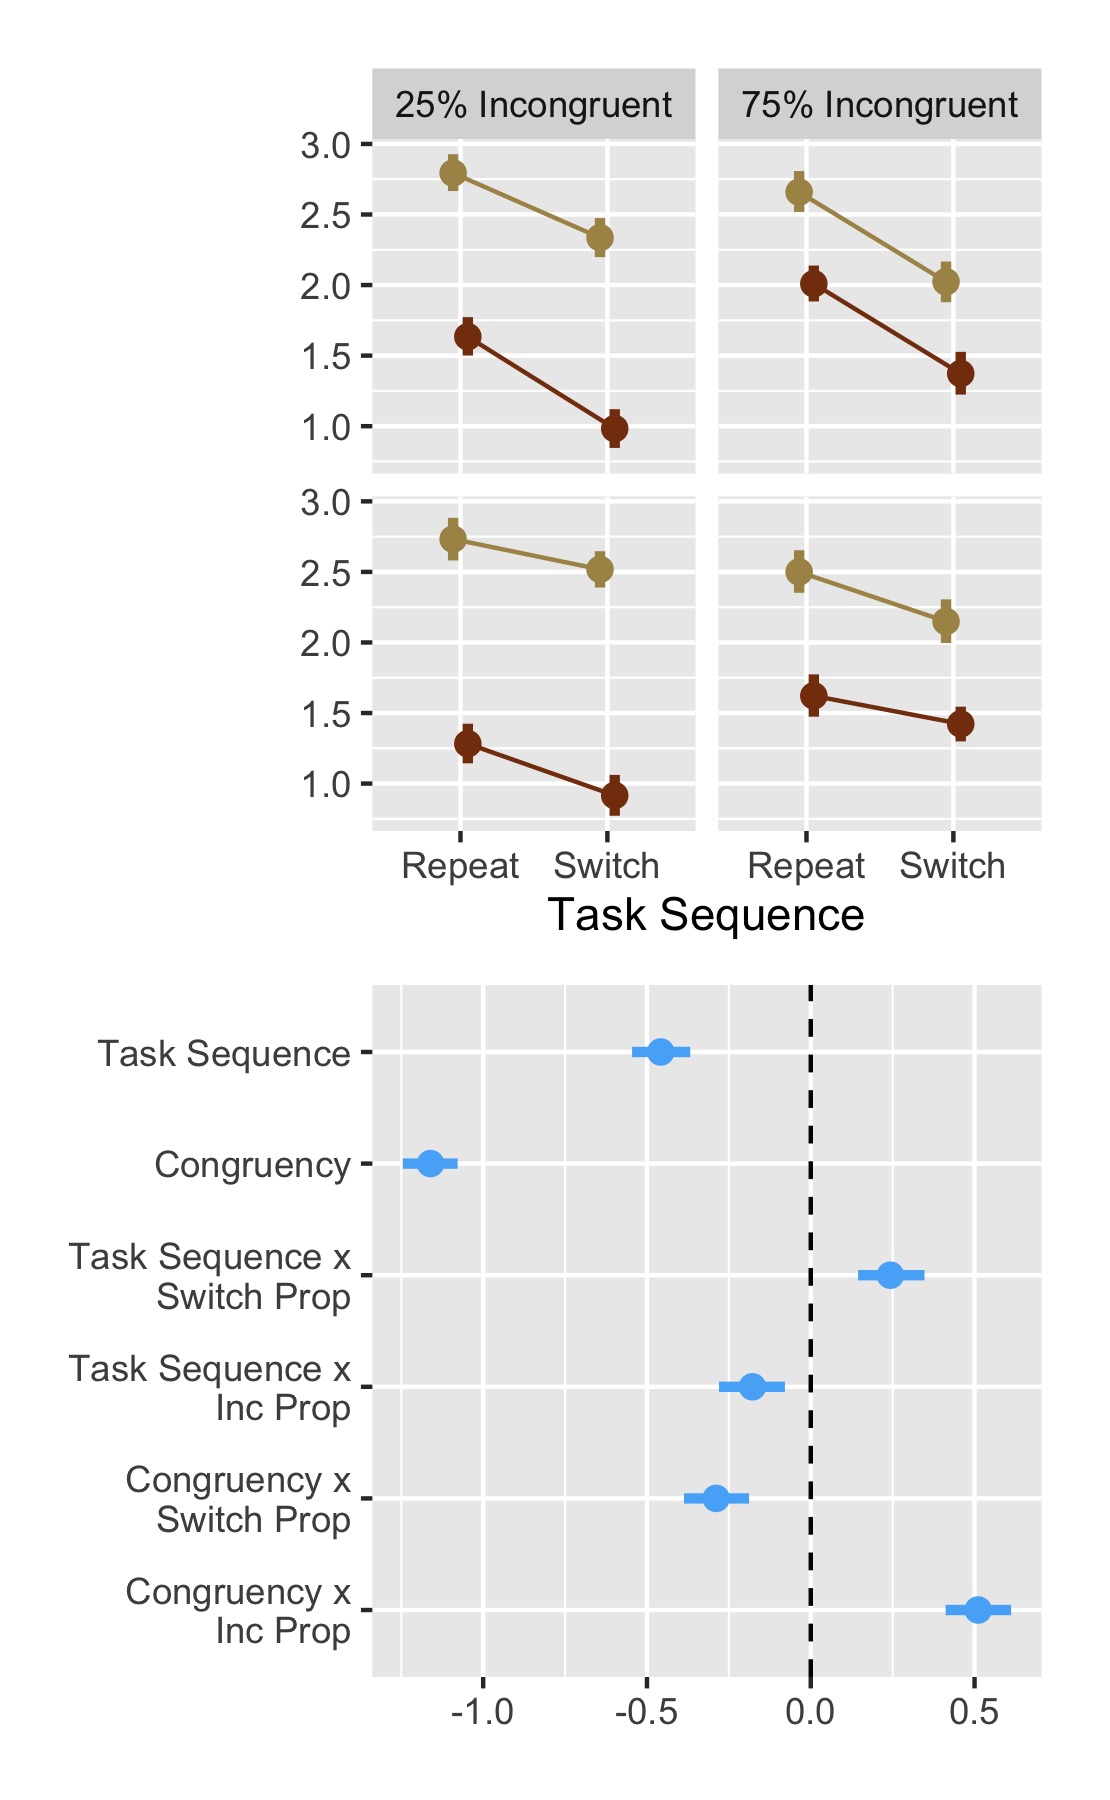 25% Incongruent
75% Incongruent
3.0
2.5
2.0
1.5
1.0
3.0
2.5
2.0
1.5
1.0
Repeat Switch
Repeat Switch
Task Sequence
Task Sequence
Congruency
Task Sequence x
Switch Prop
Task Sequence x
Inc Prop
Congruency x
Switch Prop
Congruency x
Inc Prop
-1.0 -0.5 0.0 0.5